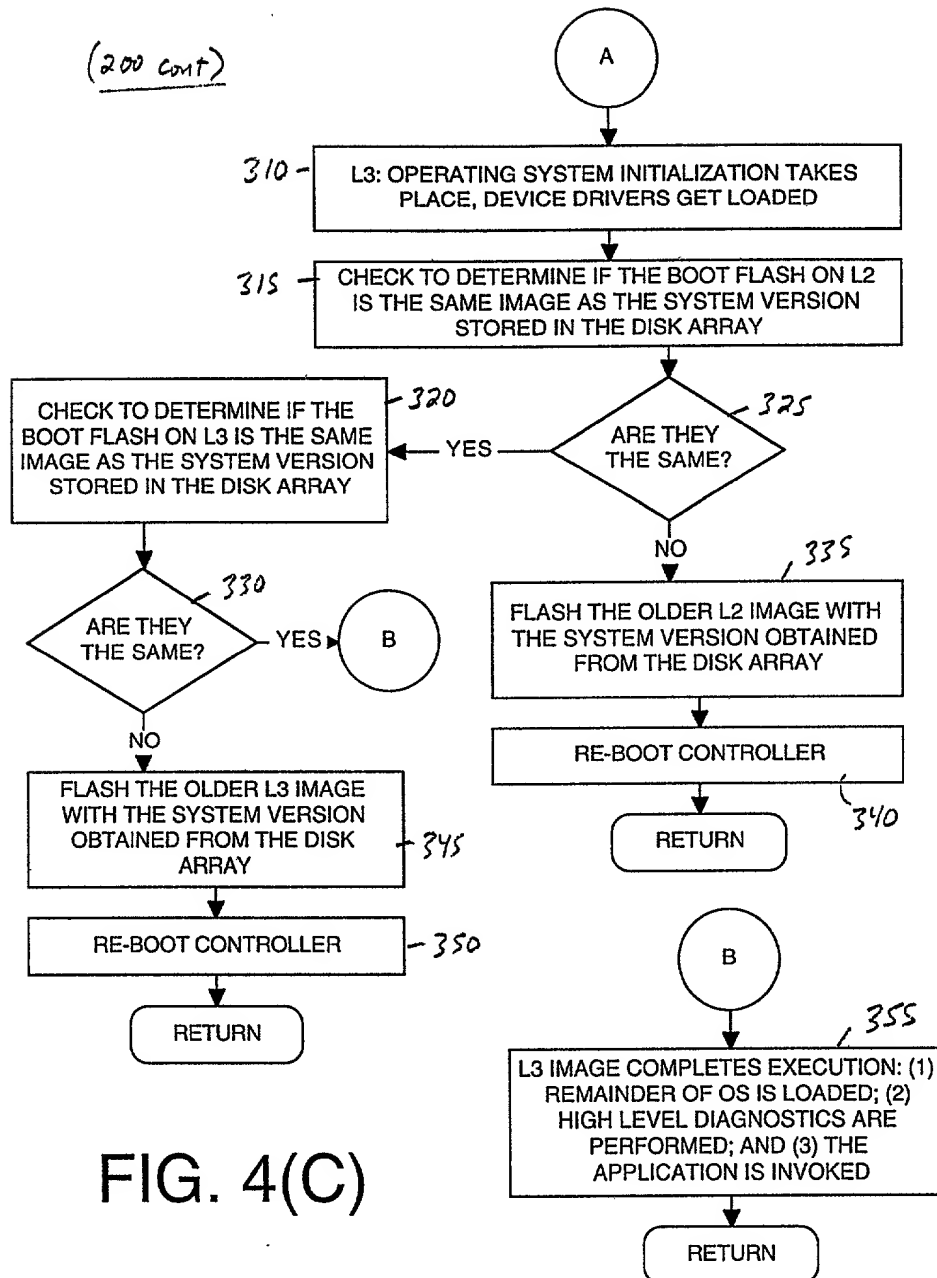 (200 cont)
A
310
L3: OPERATING SYSTEM INITIALIZATION TAKES
PLACE, DEVICE DRIVERS GET LOADED
315
CHECK TO DETERMINE IF THE BOOT FLASH ON L2
IS THE SAME IMAGE AS THE SYSTEM VERSION
STORED IN THE DISK ARRAY
320
CHECK TO DETERMINE IF THE
BOOT FLASH ON L3 IS THE SAME
IMAGE AS THE SYSTEM VERSION
STORED IN THE DISK ARRAY
YES
325
ARE THEY
THE SAME?
NO
335
FLASH THE OLDER L2 IMAGE WITH
THE SYSTEM VERSION OBTAINED
FROM THE DISK ARRAY
RE-BOOT CONTROLLER
340
RETURN
330
ARE THEY
THE SAME?
YES
B
NO
FLASH THE OLDER L3 IMAGE
WITH THE SYSTEM VERSION
OBTAINED FROM THE DISK
ARRAY
345
RE-BOOT CONTROLLER
350
RETURN
B
355
L3 IMAGE COMPLETES EXECUTION: (1)
REMAINDER OF OS IS LOADED; (2)
HIGH LEVEL DIAGNOSTICS ARE
PERFORMED; AND (3) THE
APPLICATION IS INVOKED
RETURN
FIG. 4(C)